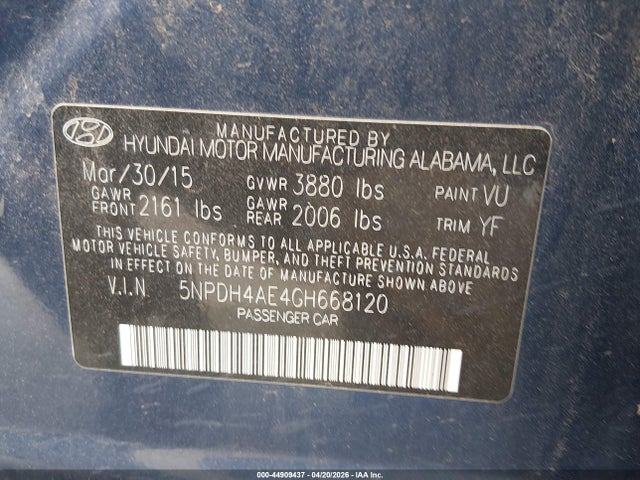 MANUFACTURED BY
HYUNDAI MOTOR MANUFACTURING ALABAMA, LLC
Mar/30/15 GVWR 3880 lbs PAINT VU
GAWR FRONT 2161 lbs GAWR REAR 2006 lbs TRIM YF
THIS VEHICLE CONFORMS TO ALL APPLICABLE U.S.A. FEDERAL
MOTOR VEHICLE SAFETY, BUMPER, AND THEFT PREVENTION STANDARDS
IN EFFECT ON THE DATE OF MANUFACTURE SHOWN ABOVE.
V.I.N 5NPDH4AE4GH668120
PASSENGER CAR
000-44909437 - 04/20/2026 - IAA Inc.